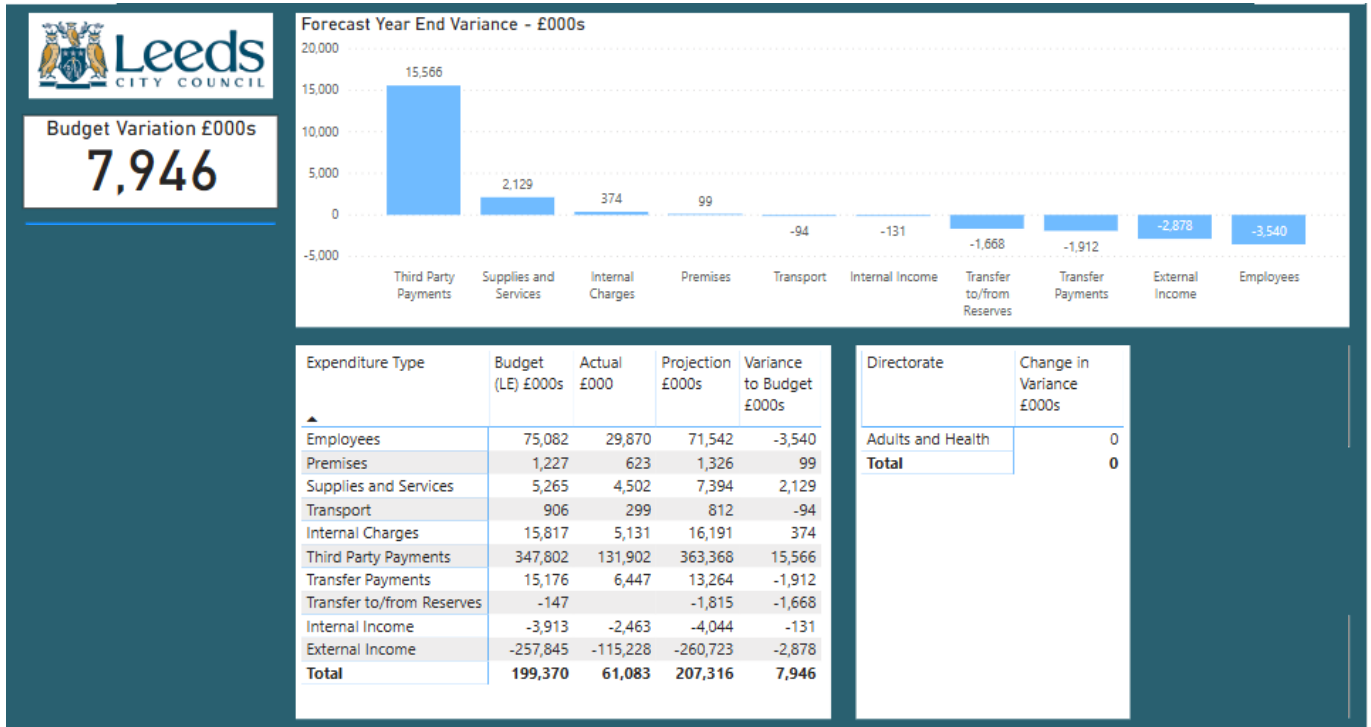 Leeds
CITY COUNCIL
Budget Variation £000s
7,946
Forecast Year End Variance - £000s
20,000
15,000
10,000
5,000
0
-5,000
15,566
2,129
374
99
-94
-131
-1,668
-1,912
-2,878
-3,540
Third Party
Payments
Supplies and
Services
Internal
Charges
Premises
Transport
Internal Income
Transfer
to/from
Reserves
Transfer
Payments
External
Income
Employees
Expenditure Type Budget (LE) £000s Actual £000 Projection £000s Variance to Budget £000s
Employees 75,082 29,870 71,542 -3,540
Premises 1,227 623 1,326 99
Supplies and Services 5,265 4,502 7,394 2,129
Transport 906 299 812 -94
Internal Charges 15,817 5,131 16,191 374
Third Party Payments 347,802 131,902 363,368 15,566
Transfer Payments 15,176 6,447 13,264 -1,912
Transfer to/from Reserves -147 -1,815 -1,668
Internal Income -3,913 -2,463 -4,044 -131
External Income -257,845 -115,228 -260,723 -2,878
Total 199,370 61,083 207,316 7,946
Directorate Change in Variance £000s
Adults and Health 0
Total 0